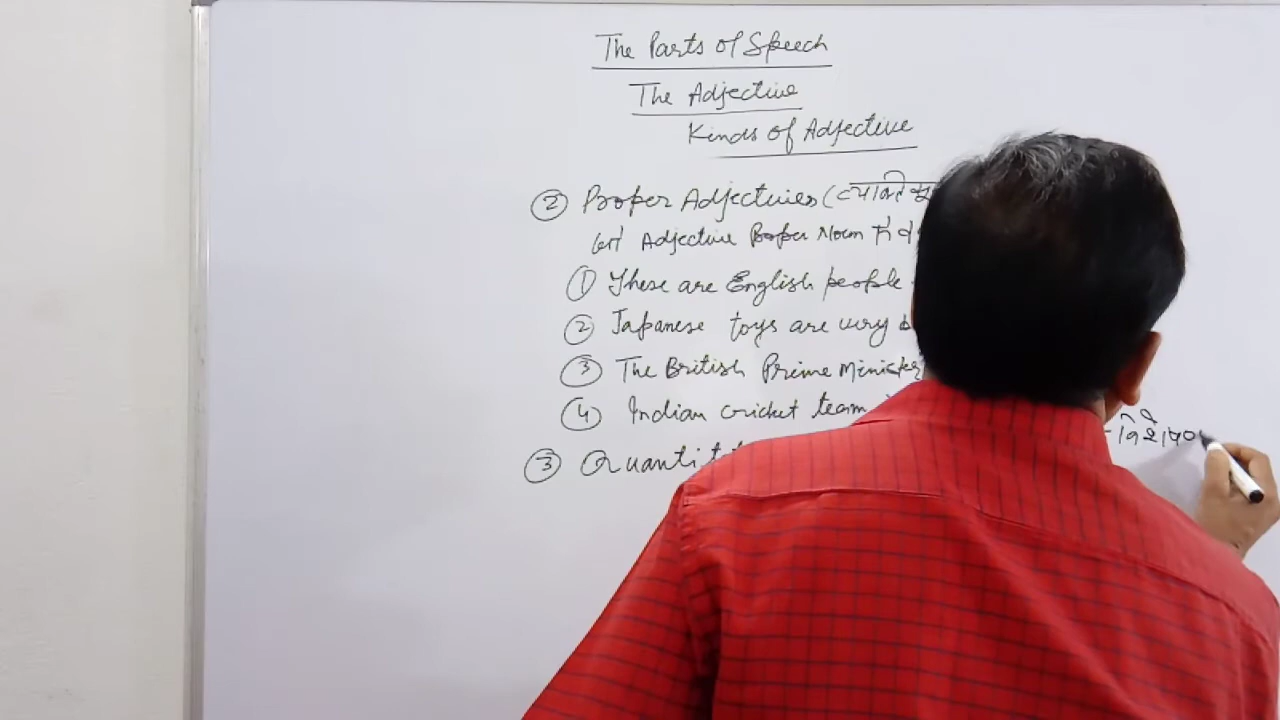 The Parts of Speech
The Adjective
Kinds of Adjective
② Proper Adjectives (
Adjective Proper Noun से
① These are English people
② Japanese toys are very
③ The British Prime Minister
④ Indian cricket team
③ Quantit
विशेषण